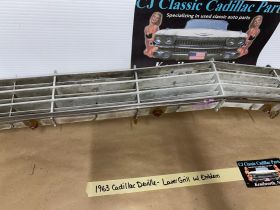 CJ Classic Cadillac Parts
Specializing in used classic auto parts
1963 Cadillac Deville - Lower Grill w/ Emblem
CJ Classic Cadillac Parts